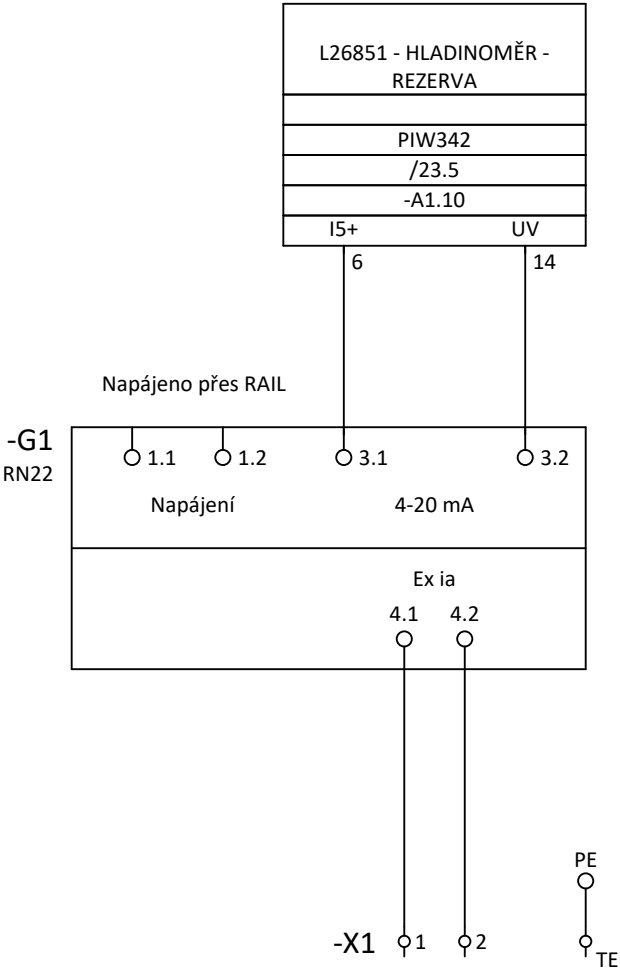 L26851 - HLADINOMĚR -
REZERVA
PIW342
/23.5
-A1.10
I5+ UV
6 14
Napájeno přes RAIL
-G1
RN22
1.1 1.2 3.1 3.2
Napájení 4-20 mA
Ex ia
4.1 4.2
PE
-X1 1 2
TE